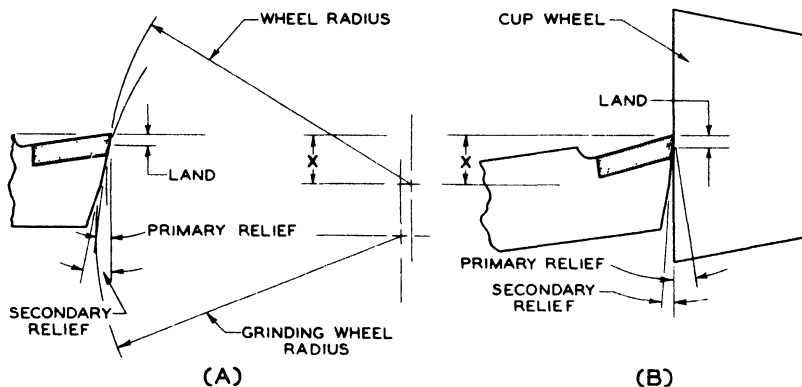 WHEEL RADIUS
X
LAND
PRIMARY RELIEF
SECONDARY
RELIEF
GRINDING WHEEL
RADIUS
(A)
CUP WHEEL
LAND
X
PRIMARY RELIEF
SECONDARY
RELIEF
(B)